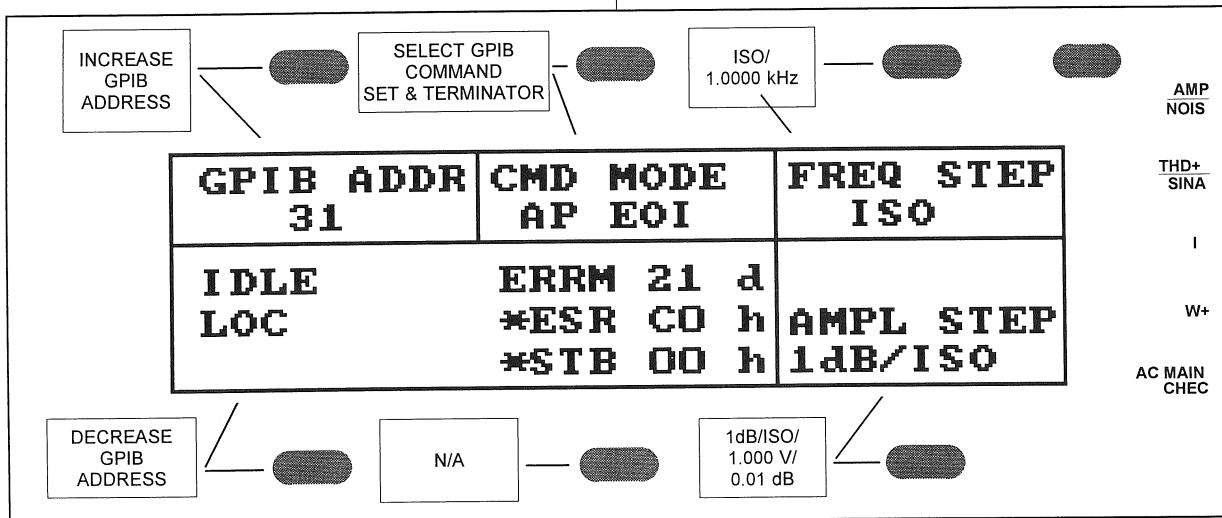 INCREASE
GPIB
ADDRESS
SELECT GPIB
COMMAND
SET & TERMINATOR
ISO/
1.0000 kHz
AMP
NOIS
THD+
SINA
I
W+
AC MAIN
CHEC
GPIB ADDR
31
CMD MODE
AP EOI
FREQ STEP
ISO
IDLE
LOC
ERRM 21 d
*ESR C0 h
*STB 00 h
AMPL STEP
1dB/ISO
DECREASE
GPIB
ADDRESS
N/A
1dB/ISO/
1.000 V/
0.01 dB